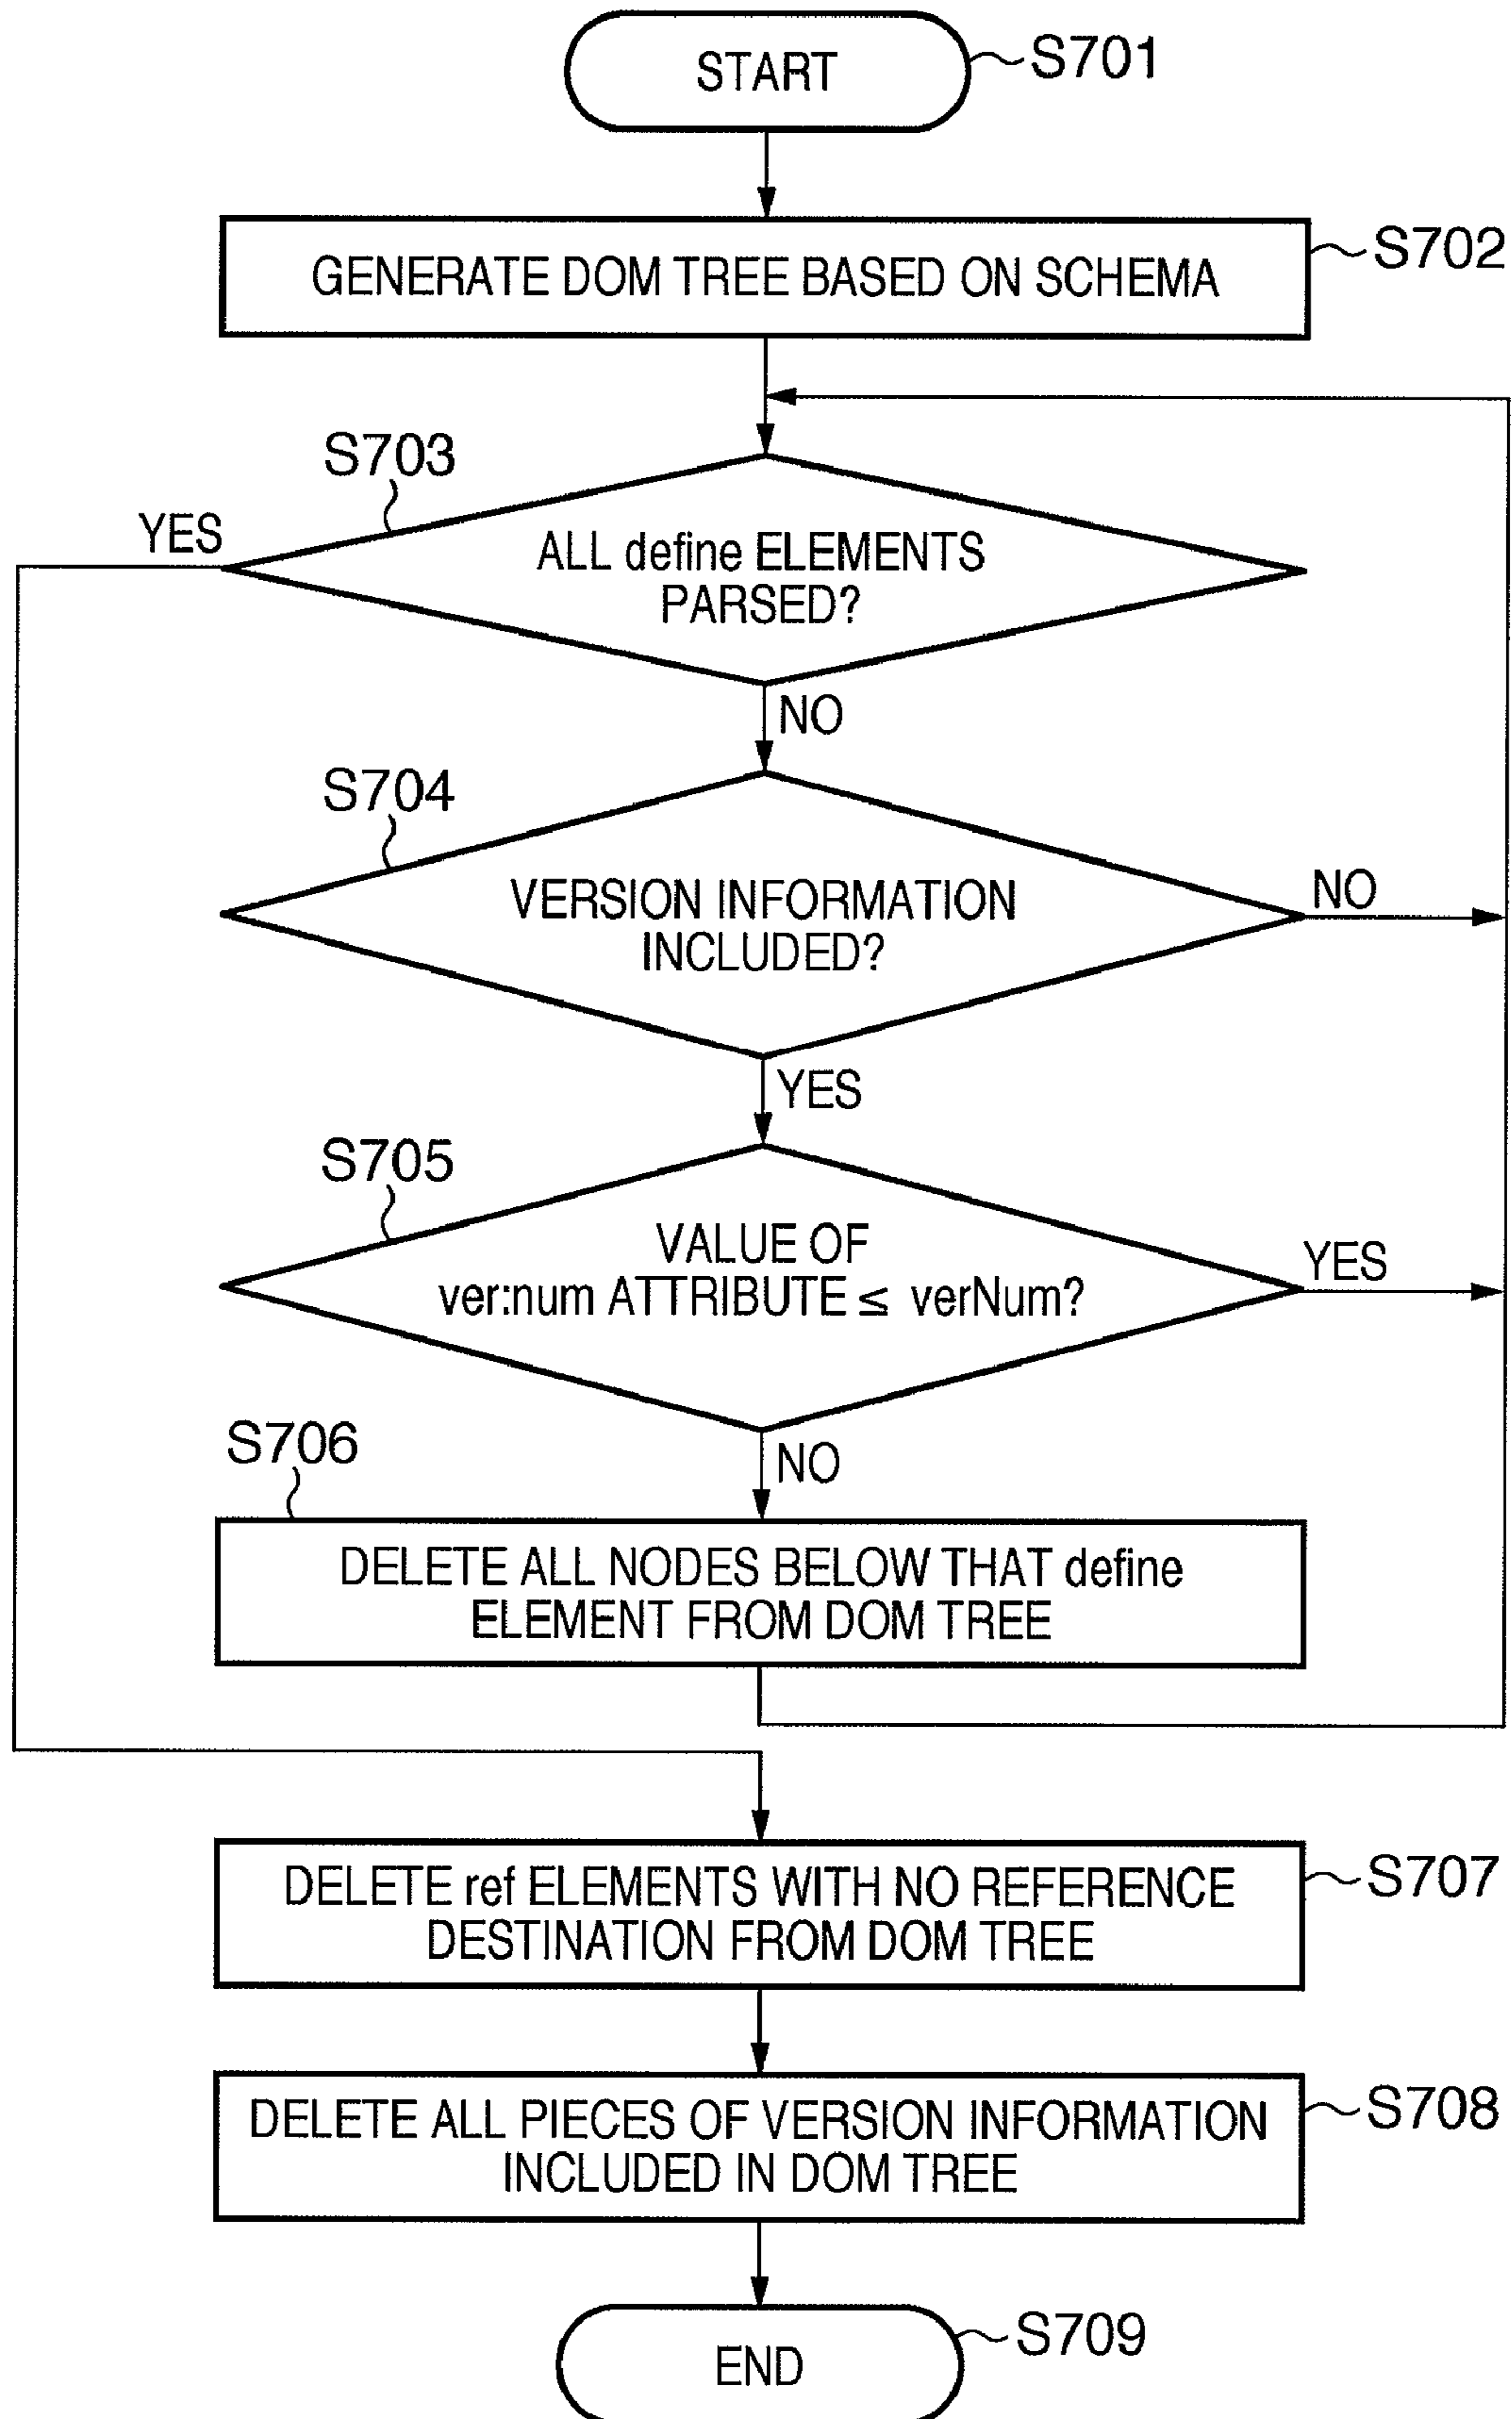 START
S701
GENERATE DOM TREE BASED ON SCHEMA
S702
S703
YES
ALL define ELEMENTS
PARSED?
NO
S704
VERSION INFORMATION
INCLUDED?
NO
YES
S705
VALUE OF
ver:num ATTRIBUTE ≤ verNum?
YES
NO
S706
DELETE ALL NODES BELOW THAT define
ELEMENT FROM DOM TREE
DELETE ref ELEMENTS WITH NO REFERENCE
DESTINATION FROM DOM TREE
S707
DELETE ALL PIECES OF VERSION INFORMATION
INCLUDED IN DOM TREE
S708
END
S709